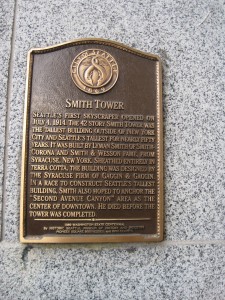 SMITH TOWER
SEATTLE'S FIRST SKYSCRAPER OPENED ON
JULY 4, 1914. THE 42 STORY SMITH TOWER WAS
THE TALLEST BUILDING OUTSIDE OF NEW YORK
CITY AND SEATTLE'S TALLEST FOR NEARLY FIFTY
YEARS. IT WAS BUILT BY LYMAN SMITH OF SMITH-
CORONA AND SMITH & WESSON FAME, FROM
SYRACUSE, NEW YORK. SHEATHED IN
TERRA COTTA, THE BUILDING WAS DESIGNED BY
THE SYRACUSE FIRM OF GAGGIN & GAGGIN.
IN A RACE TO CONSTRUCT SEATTLE'S TALLEST
BUILDING, SMITH ALSO HOPED TO ANCHOR THE
"SECOND AVENUE CANYON" AREA AS THE
CENTER OF DOWNTOWN. HE DIED BEFORE THE
TOWER WAS COMPLETED.
1989 WASHINGTON STATE CENTENNIAL